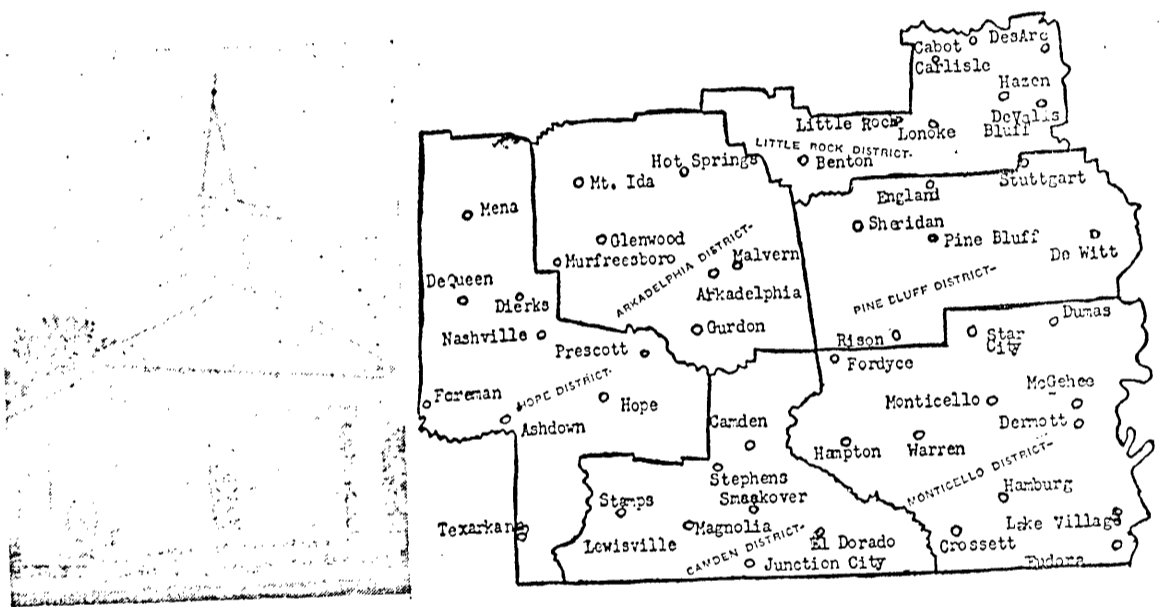 Cabot
DesArc
Carlisle
Hazen
DeValls
Bluff
Little Rock
Lonoke
LITTLE ROCK DISTRICT-
Benton
Hot Springs
Mt. Ida
Stuttgart
England
Mena
Sheridan
Pine Bluff
De Witt
Glenwood
Murfreesboro
ARKADELPHIA DISTRICT-
Malvern
DeQueen
Dierks
Arkadelphia
PINE BLUFF DISTRICT-
Dumas
Nashville
Gurdon
Rison
Star
City
Prescott
Fordyce
McGehee
Foreman
HOPE DISTRICT-
Hope
Monticello
Dermott
Ashdown
Camden
Hampton
Warren
MONTICELLO DISTRICT-
Stephens
Smackover
Hamburg
Stamps
Texarkana
Magnolia
Lake Village
Lewisville
El Dorado
Crossett
CAMDEN DISTRICT-
Junction City
Eudora